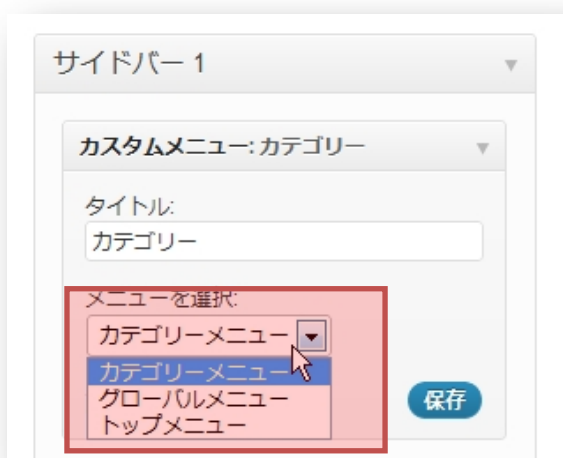 サイドバー 1
カスタムメニュー: カテゴリー
タイトル:
カテゴリー
メニューを選択:
カテゴリーメニュー
カテゴリーメニュー
グローバルメニュー
トップメニュー
保存